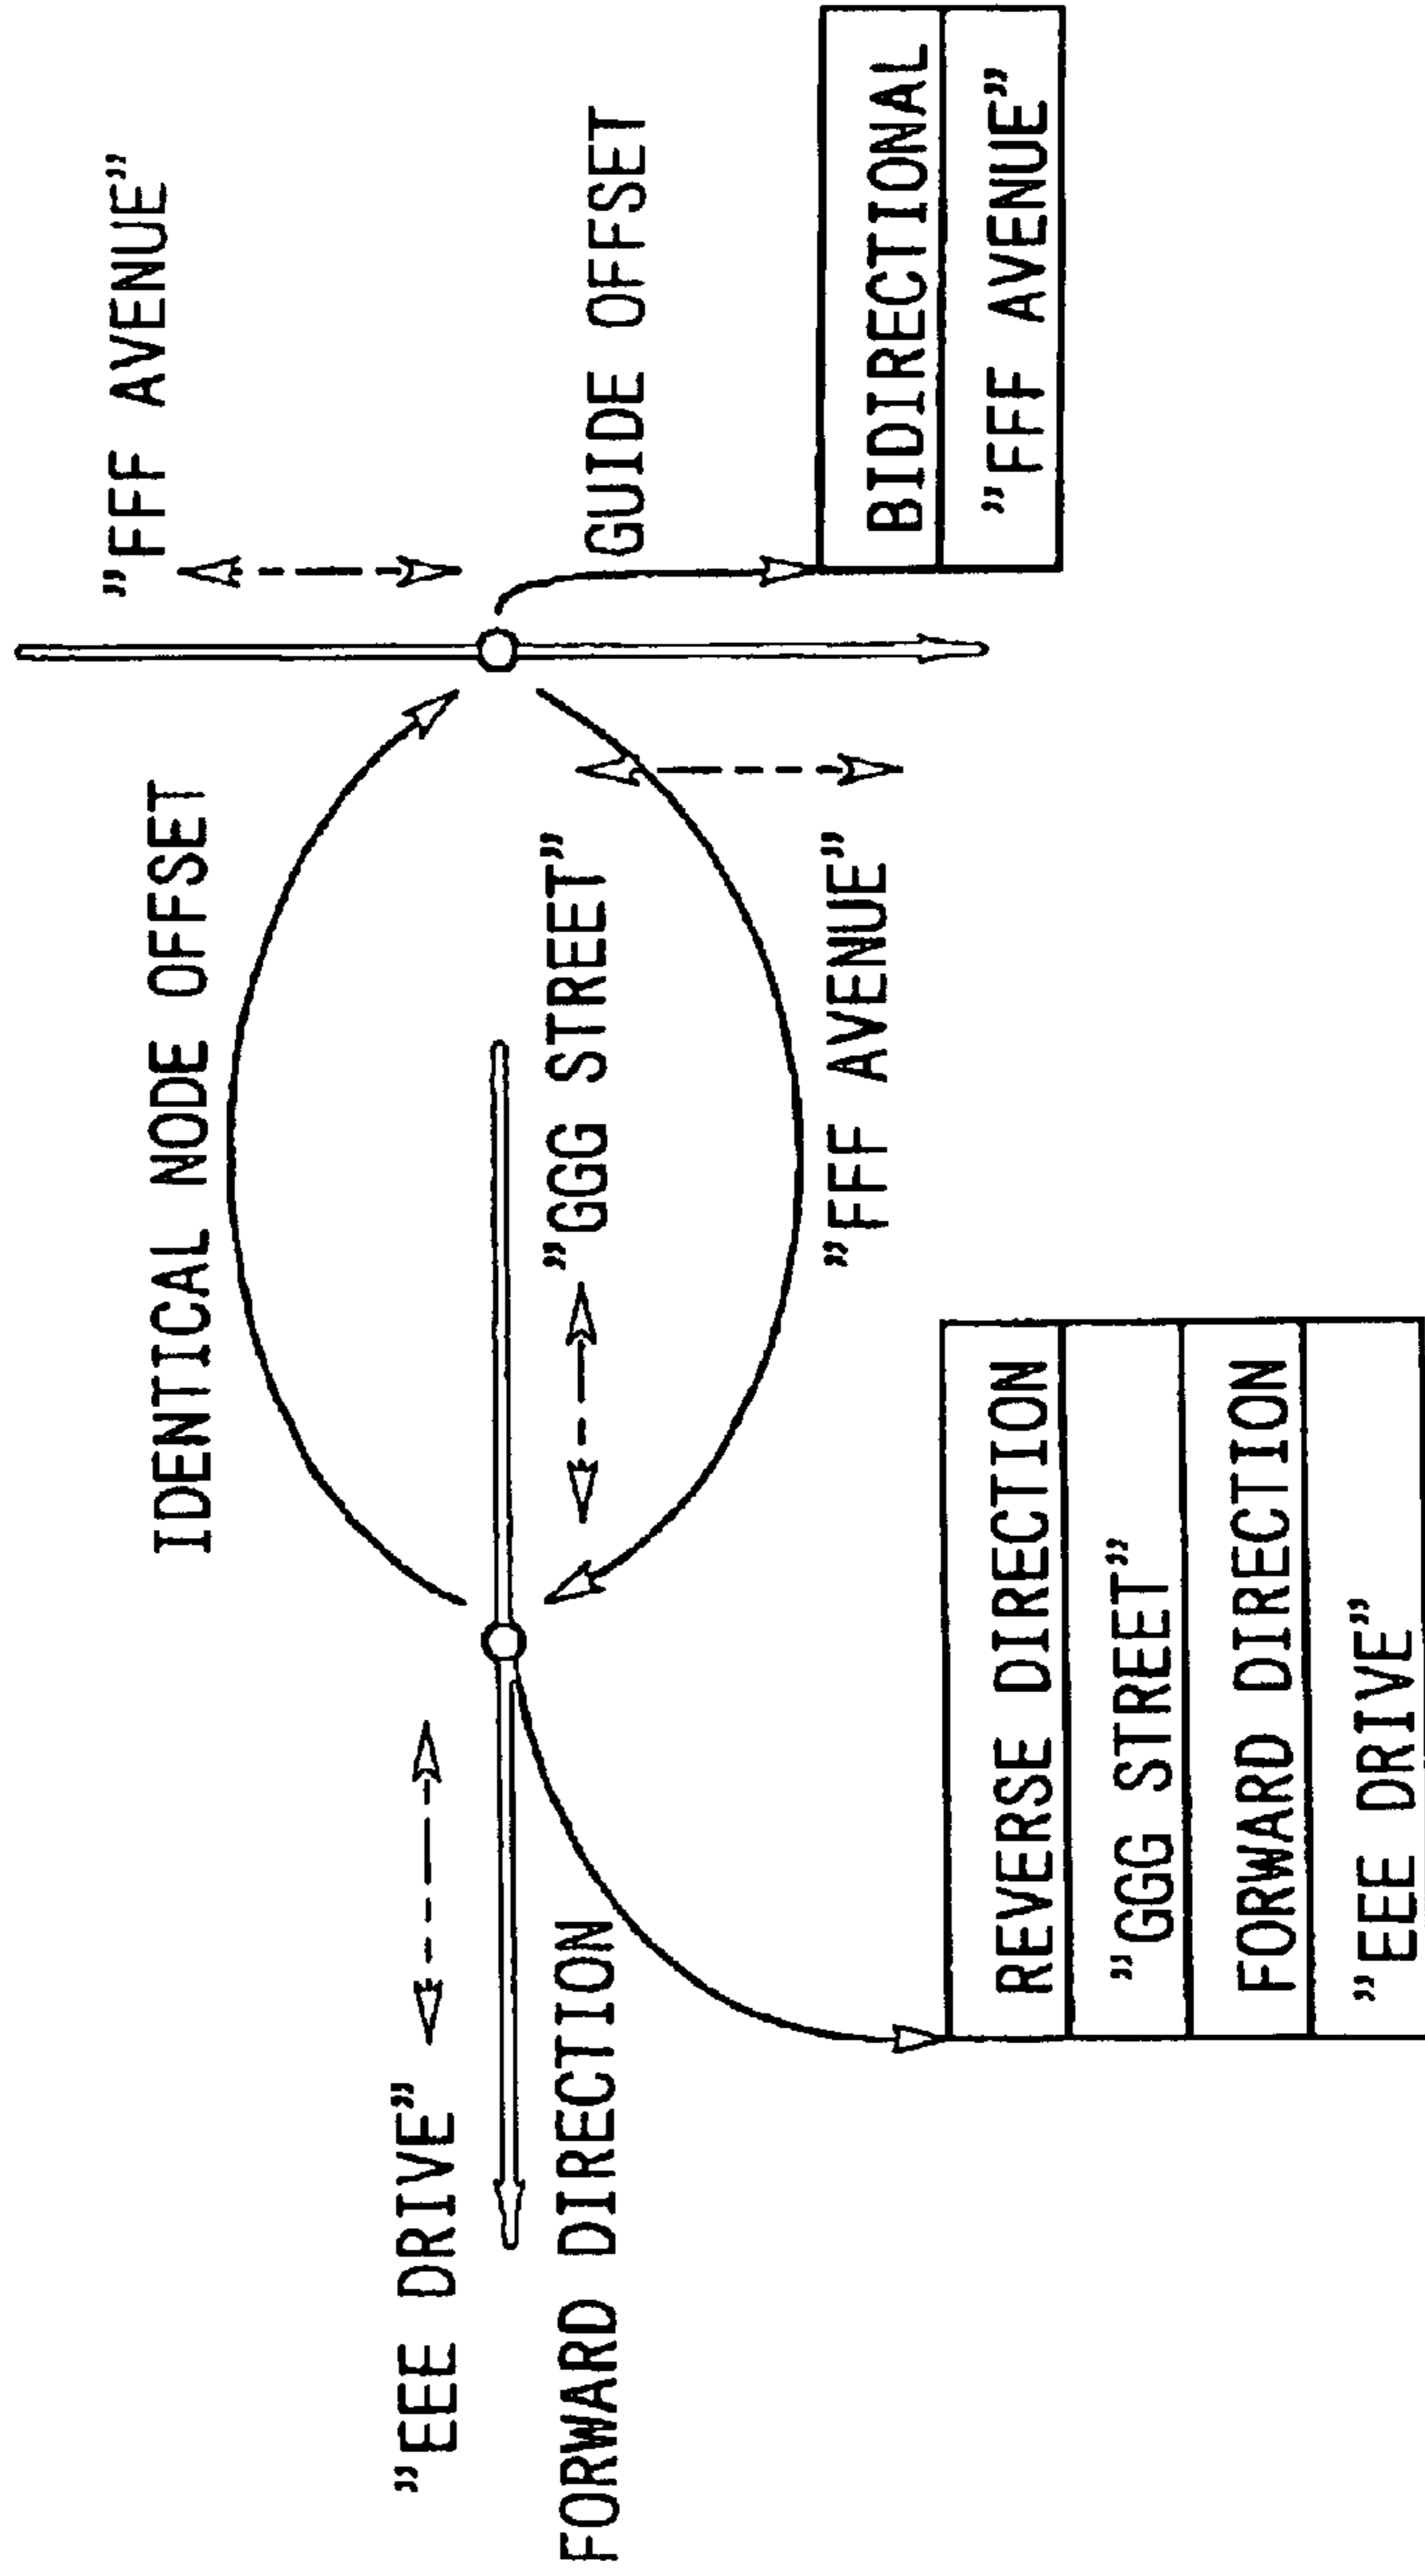 "EEE DRIVE"
FORWARD DIRECTION
IDENTICAL NODE OFFSET
"GGG STREET"
"FFF AVENUE"
"FFF AVENUE"
GUIDE OFFSET
REVERSE DIRECTION
"GGG STREET"
FORWARD DIRECTION
"EEE DRIVE"
BIDIRECTIONAL
"FFF AVENUE"